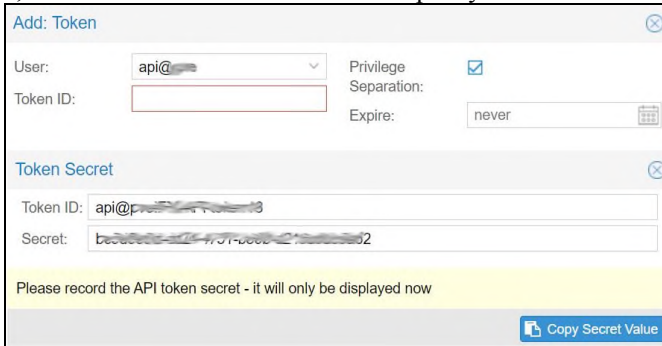 Add: Token
User:
api@
Privilege Separation:
Token ID:
Expire:
never
Token Secret
Token ID:
api@
Secret:
Please record the API token secret - it will only be displayed now
Copy Secret Value